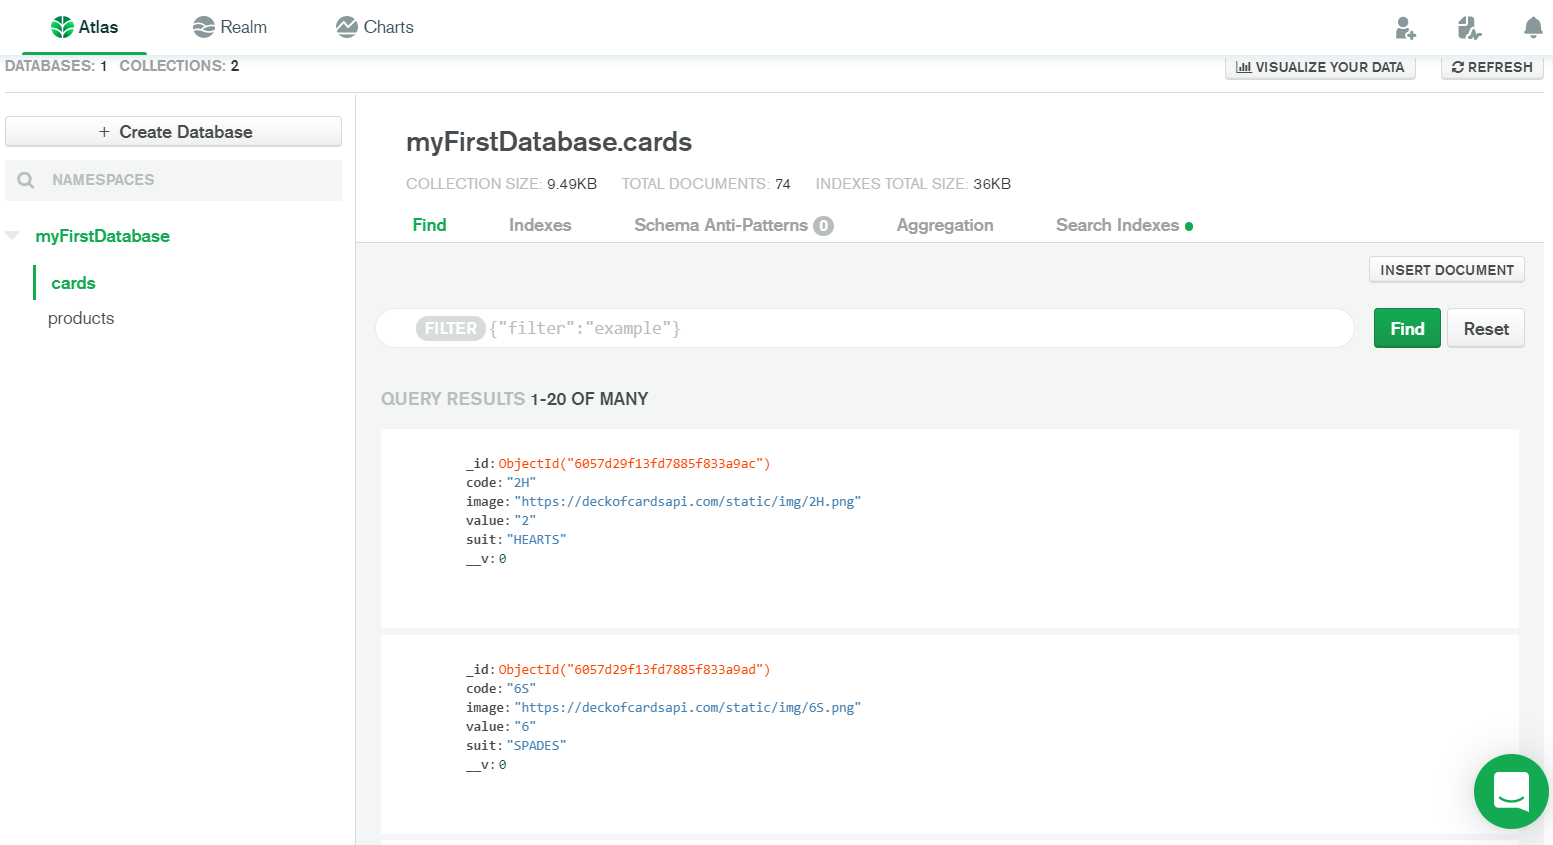 Atlas Realm Charts
DATABASES: 1 COLLECTIONS: 2
VISUALIZE YOUR DATA REFRESH
+ Create Database
NAMESPACES
myFirstDatabase
cards
products
myFirstDatabase.cards
COLLECTION SIZE: 9.49KB TOTAL DOCUMENTS: 74 INDEXES TOTAL SIZE: 36KB
Find Indexes Schema Anti-Patterns 0 Aggregation Search Indexes
INSERT DOCUMENT
FILTER {"filter":"example"}
Find Reset
QUERY RESULTS 1-20 OF MANY
_id: ObjectId("6057d29f13fd7885f833a9ac")
code: "2H"
image: "https://deckofcardsapi.com/static/img/2H.png"
value: "2"
suit: "HEARTS"
__v: 0
_id: ObjectId("6057d29f13fd7885f833a9ad")
code: "6S"
image: "https://deckofcardsapi.com/static/img/6S.png"
value: "6"
suit: "SPADES"
__v: 0